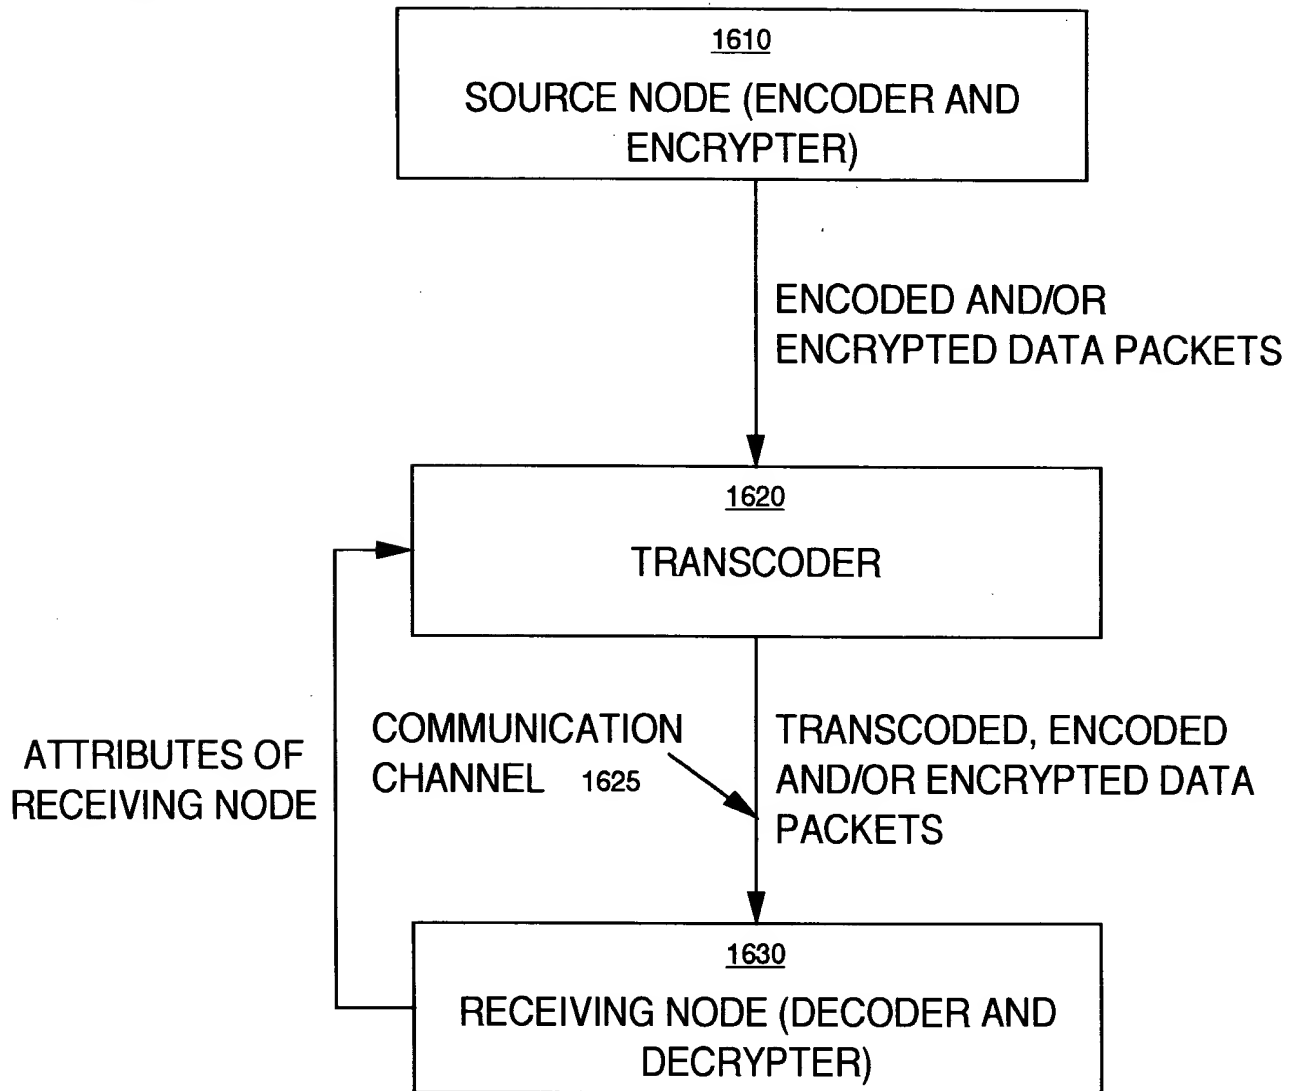 1610
SOURCE NODE (ENCODER AND
ENCRYPTER)
ENCODED AND/OR
ENCRYPTED DATA PACKETS
1620
TRANSCODER
COMMUNICATION
CHANNEL 1625
TRANSCODED, ENCODED
AND/OR ENCRYPTED DATA
PACKETS
ATTRIBUTES OF
RECEIVING NODE
1630
RECEIVING NODE (DECODER AND
DECRYPTER)